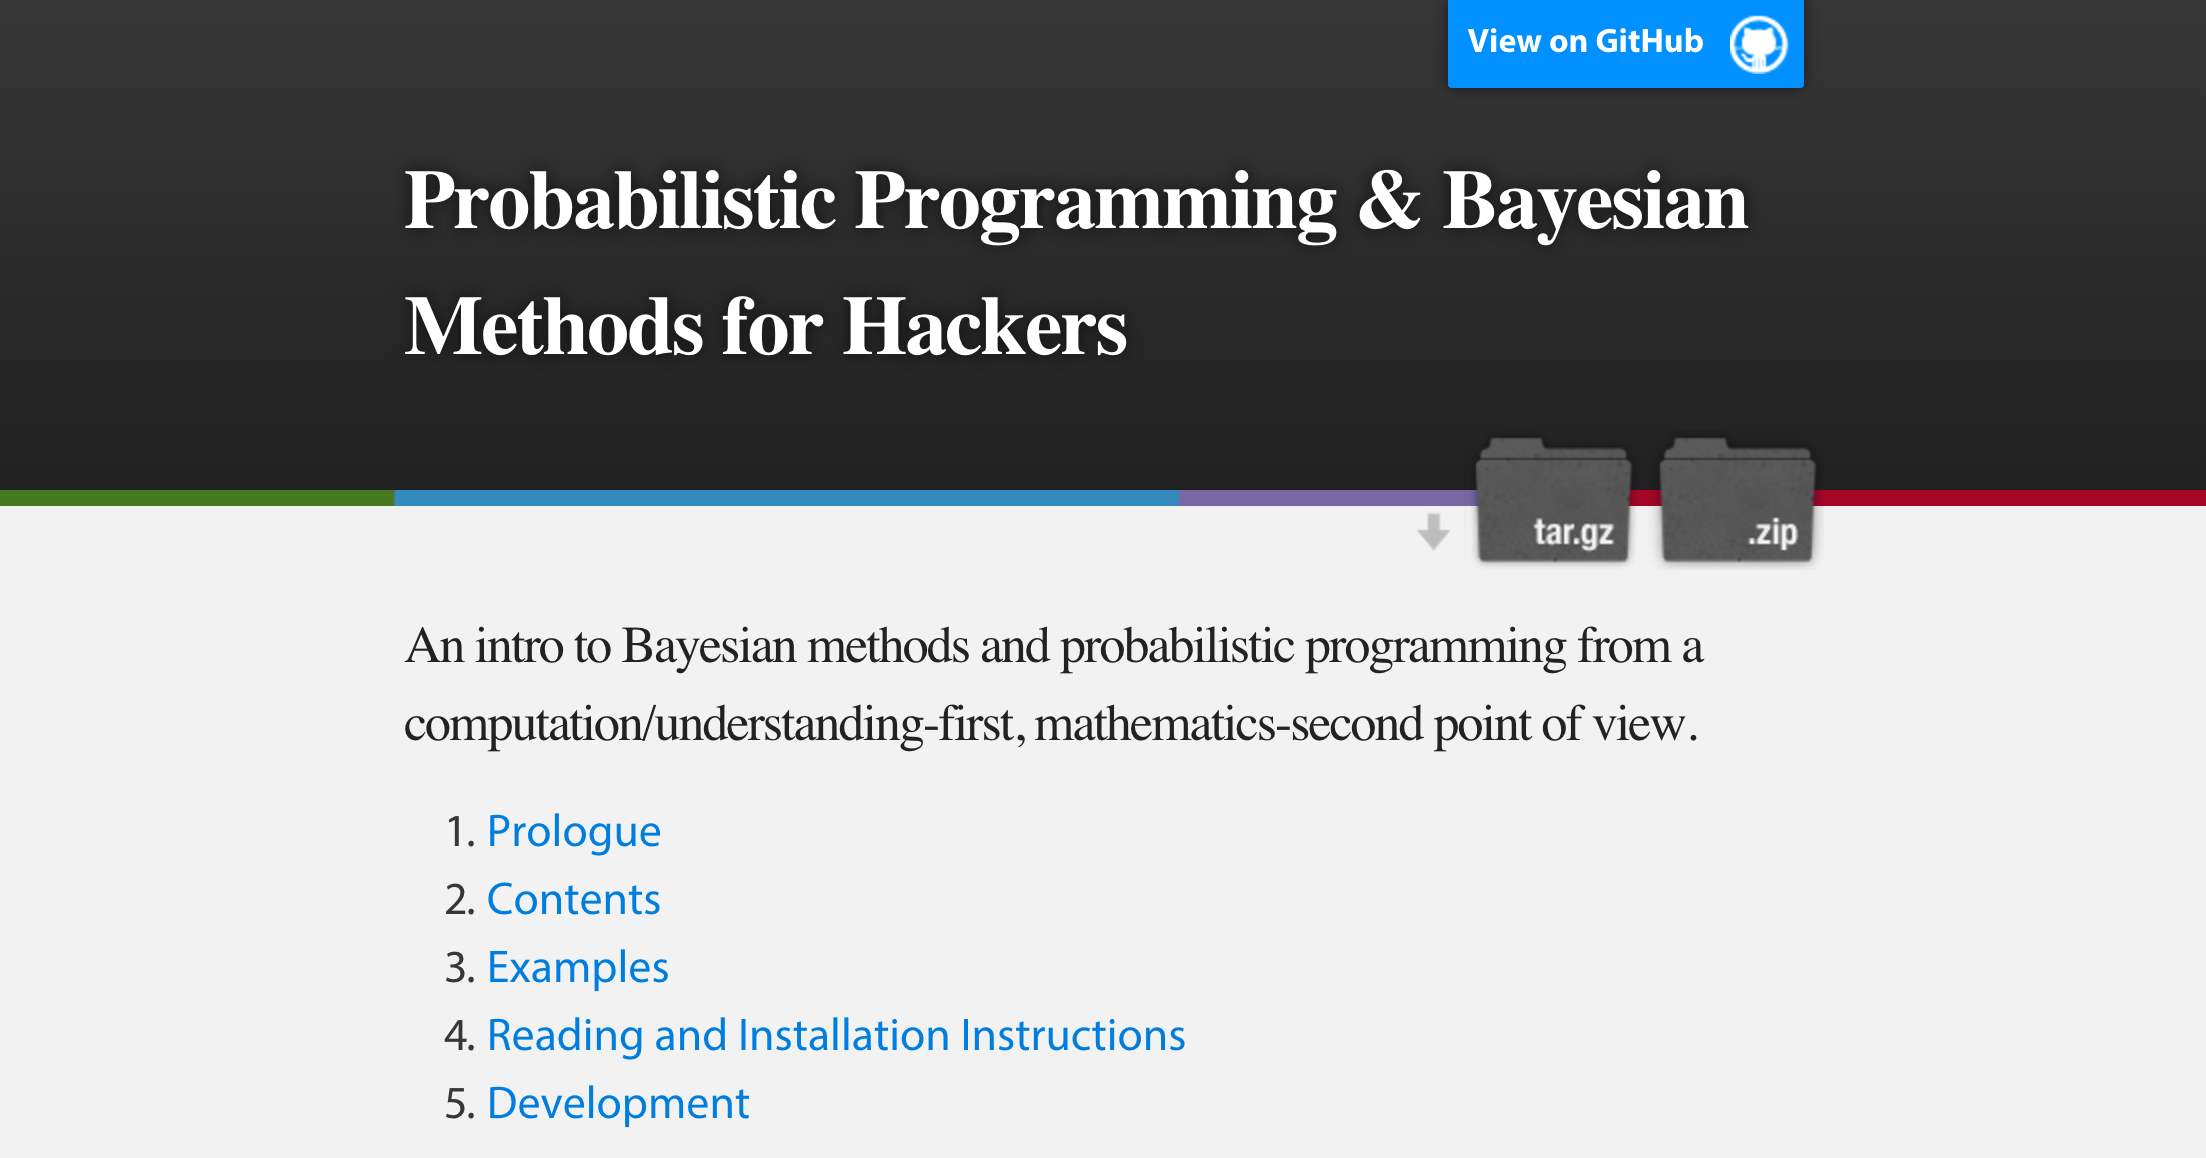 View on GitHub
Probabilistic Programming & Bayesian
Methods for Hackers
tar.gz
.zip
An intro to Bayesian methods and probabilistic programming from a
computation/understanding-first, mathematics-second point of view.
1. Prologue
2. Contents
3. Examples
4. Reading and Installation Instructions
5. Development